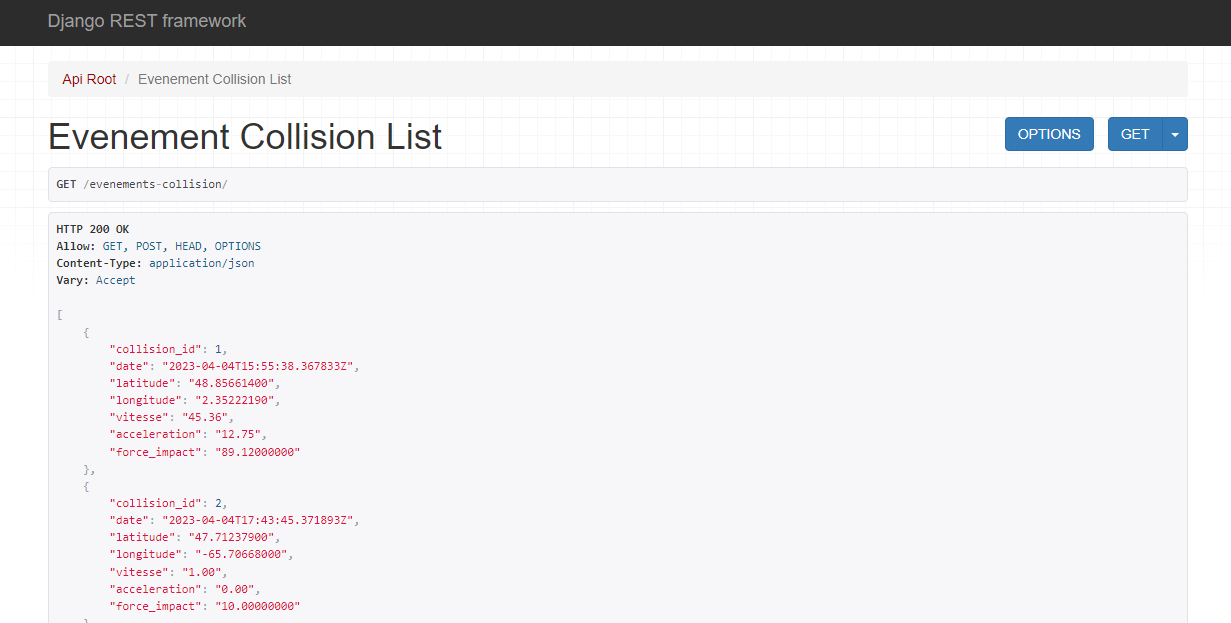 Django REST framework
Api Root / Evenement Collision List
Evenement Collision List
OPTIONS
GET
GET /evenements-collision/
HTTP 200 OK
Allow: GET, POST, HEAD, OPTIONS
Content-Type: application/json
Vary: Accept
[
{
"collision_id": 1,
"date": "2023-04-04T15:55:38.367833Z",
"latitude": "48.85661400",
"longitude": "2.35222190",
"vitesse": "45.36",
"acceleration": "12.75",
"force_impact": "89.12000000"
},
{
"collision_id": 2,
"date": "2023-04-04T17:43:45.371893Z",
"latitude": "47.71237900",
"longitude": "-65.70668000",
"vitesse": "1.00",
"acceleration": "0.00",
"force_impact": "10.00000000"